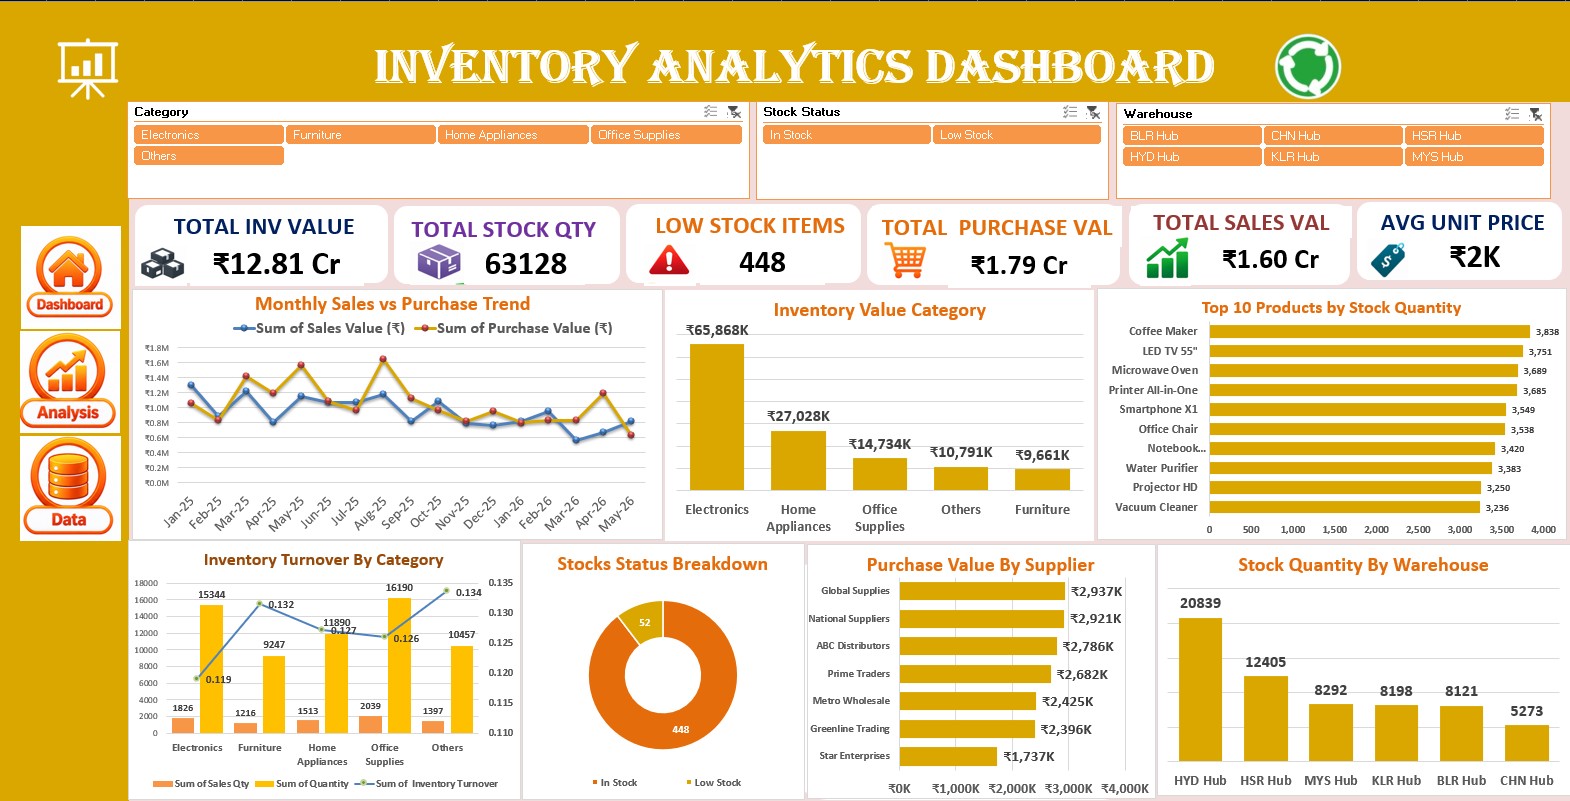 INVENTORY ANALYTICS DASHBOARD
Category
Electronics Furniture Home Appliances Office Supplies
Others
Stock Status
In Stock Low Stock
Warehouse
BLR Hub CHN Hub HSR Hub
HYD Hub KLR Hub MYS Hub
Dashboard
Analysis
Data
TOTAL INV VALUE
₹12.81 Cr
TOTAL STOCK QTY
63128
LOW STOCK ITEMS
448
TOTAL PURCHASE VAL
₹1.79 Cr
TOTAL SALES VAL
₹1.60 Cr
AVG UNIT PRICE
$
₹2K
Monthly Sales vs Purchase Trend
Sum of Sales Value (₹) Sum of Purchase Value (₹)
₹1.8M
₹1.6M
₹1.4M
₹1.2M
₹1.0M
₹0.8M
₹0.6M
₹0.4M
₹0.2M
₹0.0M
Jan-25 Feb-25 Mar-25 Apr-25 May-25 Jun-25 Jul-25 Aug-25 Sep-25 Oct-25 Nov-25 Dec-25 Jan-26 Feb-26 Mar-26 Apr-26 May-26
Inventory Value Category
₹65,868K
₹27,028K
₹14,734K
₹10,791K
₹9,661K
Electronics Home Office Others Furniture
Appliances Supplies
Top 10 Products by Stock Quantity
Coffee Maker 3,838
LED TV 55" 3,751
Microwave Oven 3,689
Printer All-in-One 3,685
Smartphone X1 3,549
Office Chair 3,538
Notebook... 3,420
Water Purifier 3,383
Projector HD 3,250
Vacuum Cleaner 3,236
0 500 1,000 1,500 2,000 2,500 3,000 3,500 4,000
Inventory Turnover By Category
18000
16000
14000
12000
10000
8000
6000
4000
2000
0
15344
9247
11890
16190
10457
1826
1216
1513
2039
1397
0.119
0.132
0.127
0.126
0.134
0.135
0.130
0.125
0.120
0.115
0.110
Electronics Furniture Home Office Others
Appliances Supplies
Sum of Sales Qty Sum of Quantity Sum of Inventory Turnover
Stocks Status Breakdown
52
448
In Stock Low Stock
Purchase Value By Supplier
Global Supplies ₹2,937K
National Suppliers ₹2,921K
ABC Distributors ₹2,786K
Prime Traders ₹2,682K
Metro Wholesale ₹2,425K
Greenline Trading ₹2,396K
Star Enterprises ₹1,737K
₹0K ₹1,000K ₹2,000K ₹3,000K ₹4,000K
Stock Quantity By Warehouse
20839
12405
8292
8198
8121
5273
HYD Hub HSR Hub MYS Hub KLR Hub BLR Hub CHN Hub